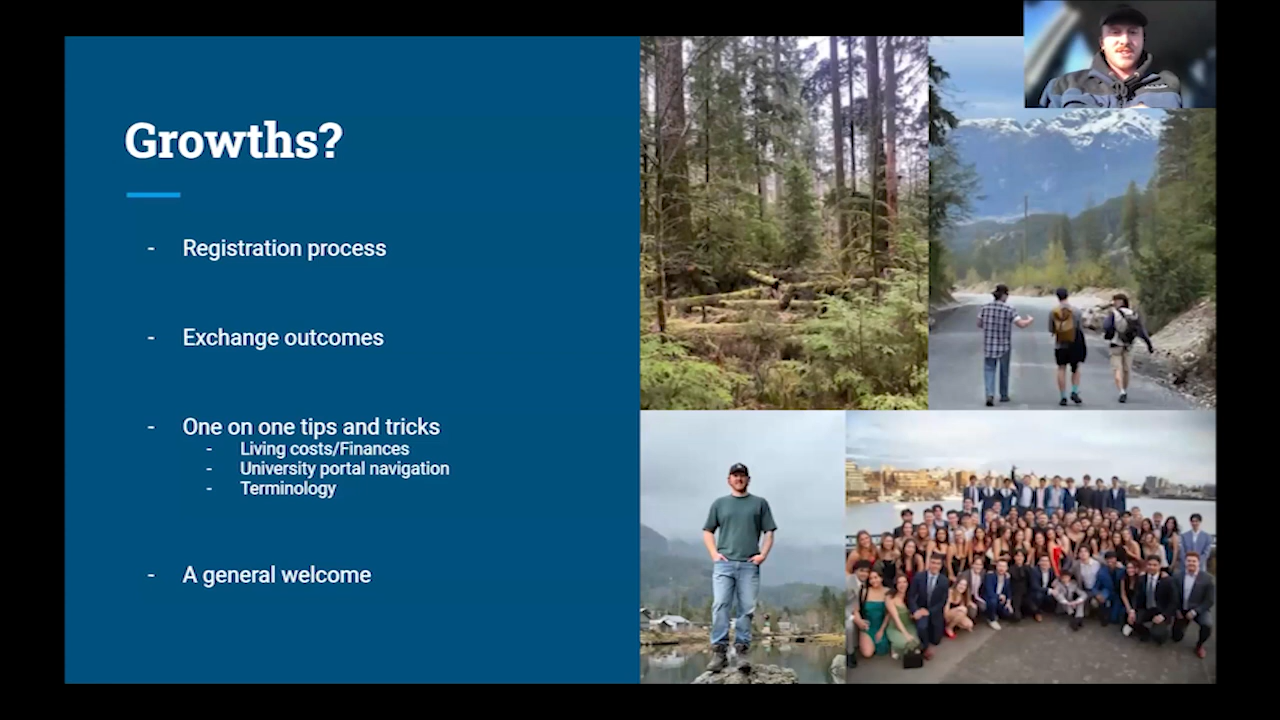 Growths?
- Registration process
- Exchange outcomes
- One on one tips and tricks
- Living costs/Finances
- University portal navigation
- Terminology
- A general welcome